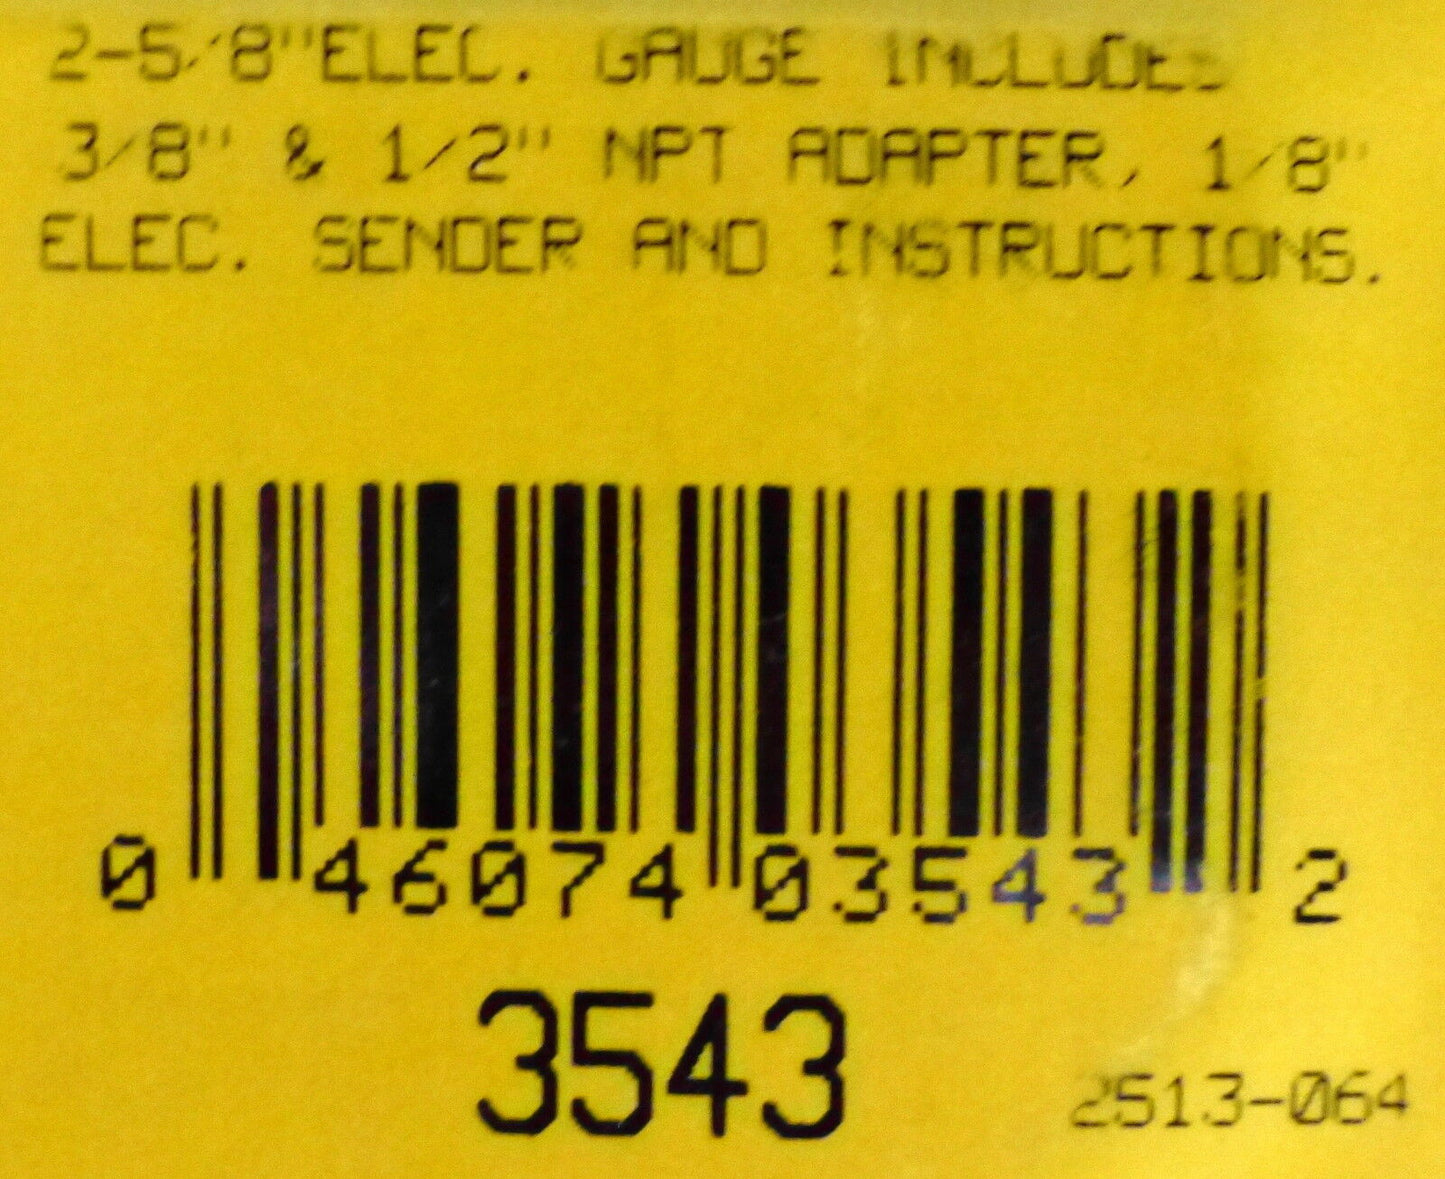 2-5/8"ELEC. GAUGE INCLUDES
3/8" & 1/2" NPT ADAPTER, 1/8"
ELEC. SENDER AND INSTRUCTIONS.
0 46074 03543 2
3543
2513-064